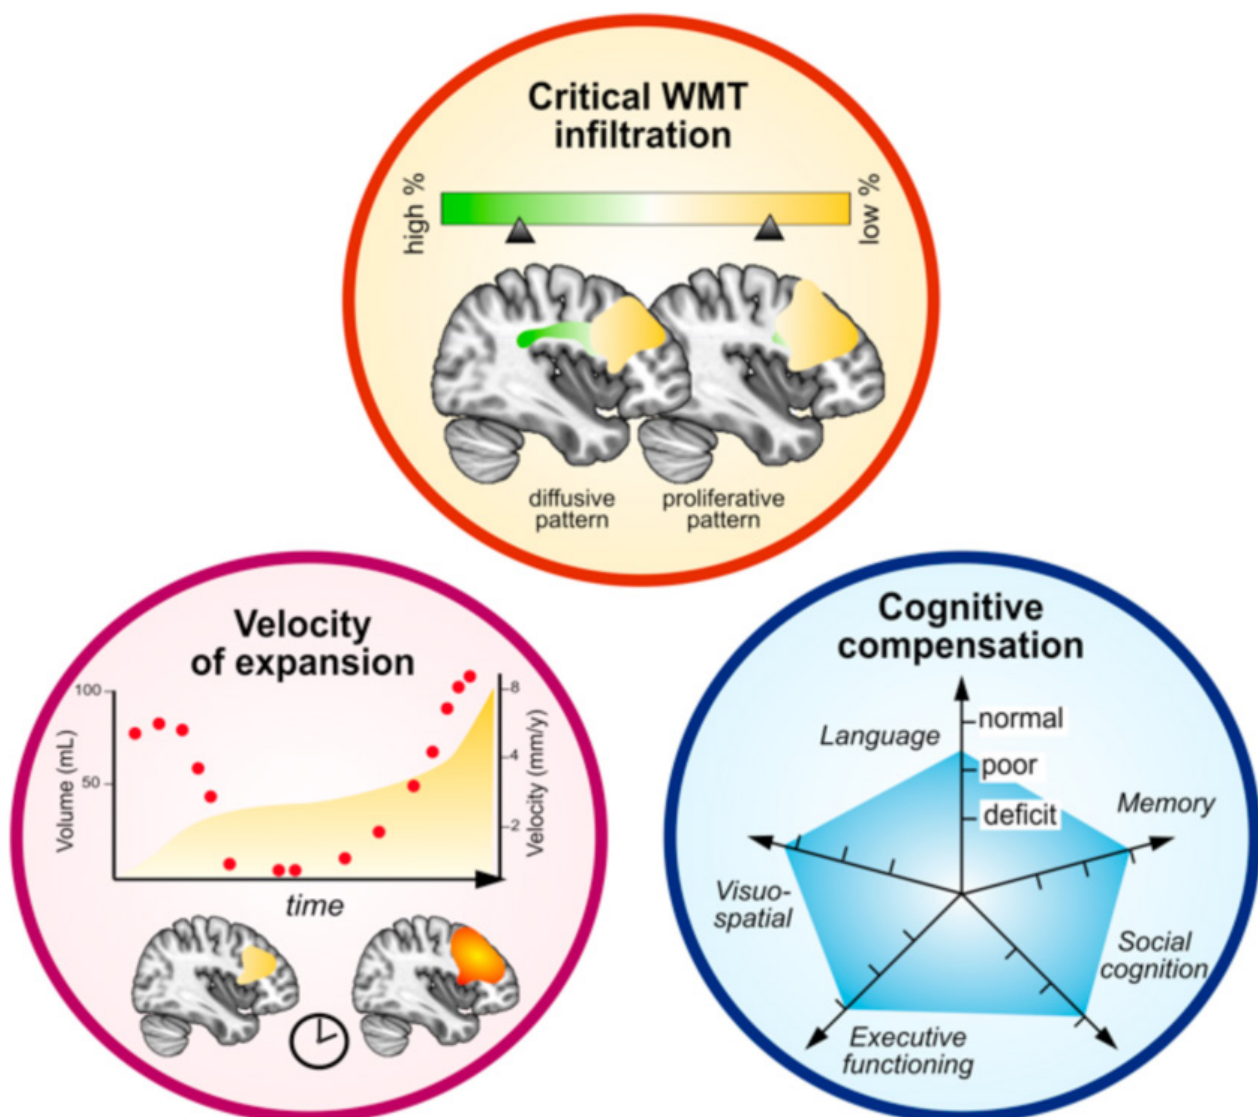 Critical WMT
infiltration
high %
low %
diffusive
pattern
proliferative
pattern
Velocity
of expansion
100
50
Volume (mL)
8
4
2
Velocity (mm/y)
time
Cognitive
compensation
normal
poor
deficit
Language
Memory
Visuo-
spatial
Social
cognition
Executive
functioning